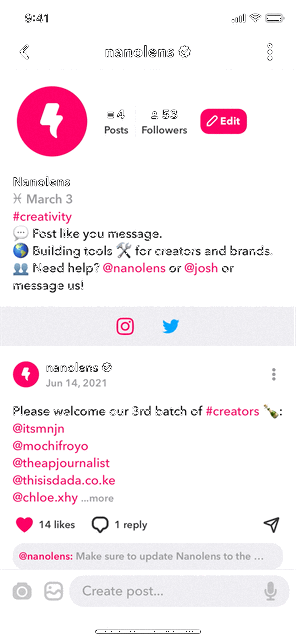 9:41
nanolens
4
53
Posts
Followers
Edit
Nanolens
March 3
#creativity
Post like you message.
Building tools 🛠 for creators and brands.
Need help? @nanolens or @josh or
message us!
nanolens
Jun 14, 2021
Please welcome our 3rd batch of #creators 🍾:
@itsmnjn
@mochifroyo
@theapjournalist
@thisisdada.co.ke
@chloe.xhy ...more
14 likes
1 reply
@nanolens: Make sure to update Nanolens to the ...
Create post...